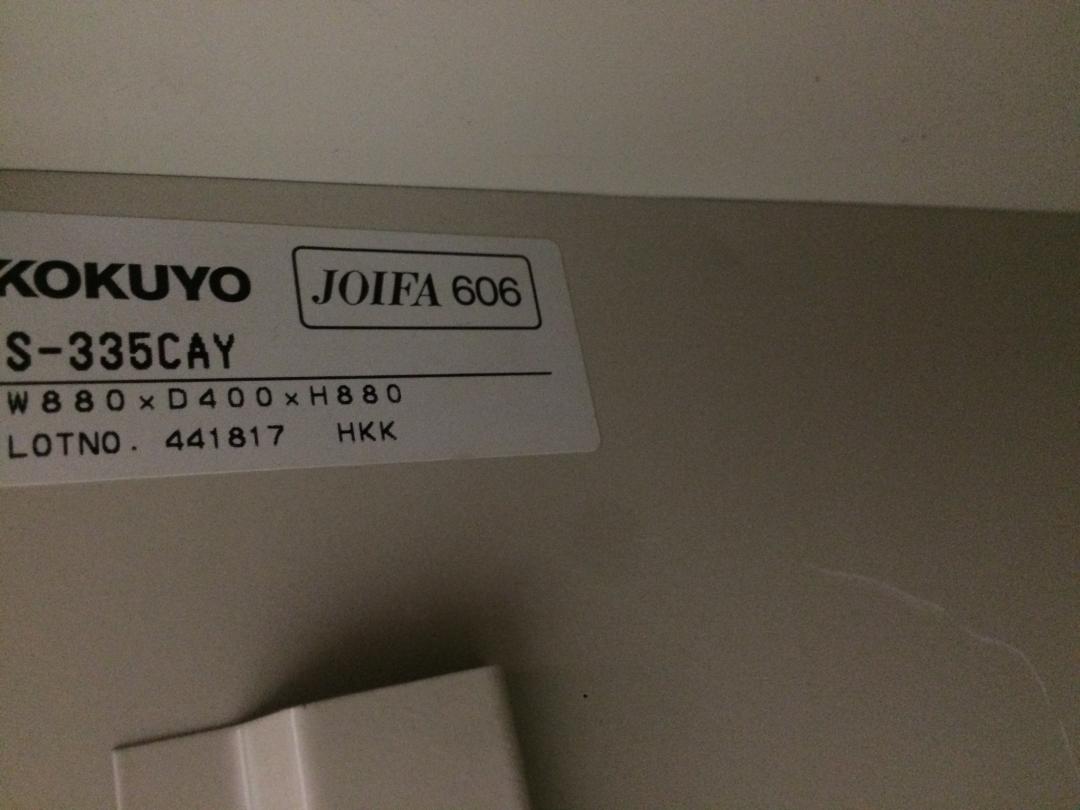 KOKUYO JOIFA 606
S-335CAY
W880×D400×H880
LOTNO. 441817 HKK